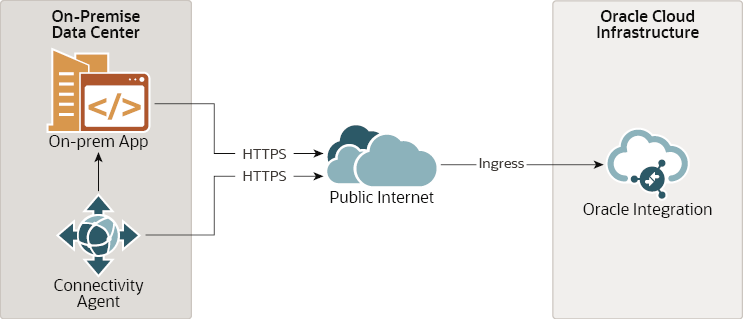 On-Premise
Data Center
</>
On-prem App
Connectivity
Agent
HTTPS
HTTPS
Public Internet
Ingress
Oracle Cloud
Infrastructure
Oracle Integration